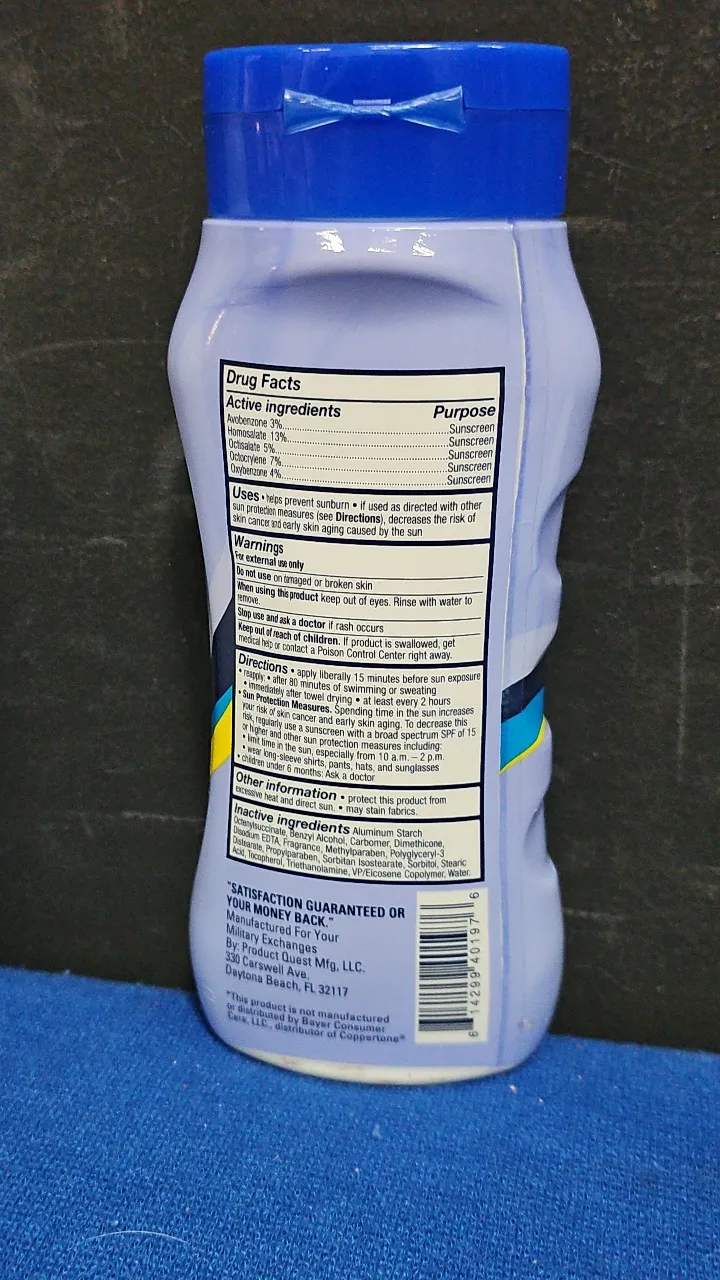 Drug Facts
Active ingredients Purpose
Avobenzone 3%..........Sunscreen
Homosalate 13%..........Sunscreen
Octisalate 5%..........Sunscreen
Octocrylene 7%..........Sunscreen
Oxybenzone 4%..........Sunscreen
Uses • helps prevent sunburn • if used as directed with other
sun protection measures (see Directions), decreases the risk of
skin cancer and early skin aging caused by the sun
Warnings
For external use only
Do not use on damaged or broken skin
When using this product keep out of eyes. Rinse with water to
remove.
Stop use and ask a doctor if rash occurs
Keep out of reach of children. If product is swallowed, get
medical help or contact a Poison Control Center right away.
Directions • apply liberally 15 minutes before sun exposure
• reapply: • after 80 minutes of swimming or sweating
• immediately after towel drying • at least every 2 hours
• Sun Protection Measures. Spending time in the sun increases
your risk of skin cancer and early skin aging. To decrease this
risk, regularly use a sunscreen with a broad spectrum SPF of 15
or higher and other sun protection measures including:
• limit time in the sun, especially from 10 a.m. – 2 p.m.
• wear long-sleeve shirts, pants, hats, and sunglasses
• children under 6 months: Ask a doctor
Other information • protect this product from
excessive heat and direct sun. • may stain fabrics.
Inactive ingredients Aluminum Starch
Octenylsuccinate, Benzyl Alcohol, Carbomer, Dimethicone,
Disodium EDTA, Fragrance, Methylparaben, Polyglyceryl-3
Distearate, Propylparaben, Sorbitan Isostearate, Sorbitol, Stearic
Acid, Tocopherol, Triethanolamine, VP/Eicosene Copolymer, Water.
"SATISFACTION GUARANTEED OR
YOUR MONEY BACK."
Manufactured For Your
Military Exchanges
By: Product Quest Mfg, LLC.
330 Carswell Ave.
Daytona Beach, FL 32117
*This product is not manufactured
or distributed by Bayer Consumer
Care, LLC., distributor of Coppertone®
6 14299 40197 6